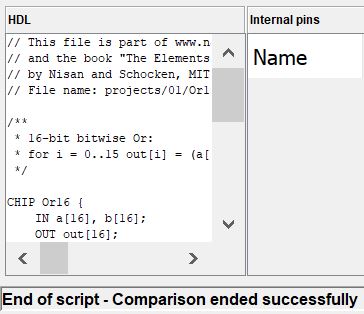 HDL
Internal pins
// This file is part of www.n
// and the book "The Elements
// by Nisan and Schocken, MIT
// File name: projects/01/Or1
/**
* 16-bit bitwise Or:
* for i = 0..15 out[i] = (a[
*/
CHIP Or16 {
IN a[16], b[16];
OUT out[16];
Name
End of script - Comparison ended successfully